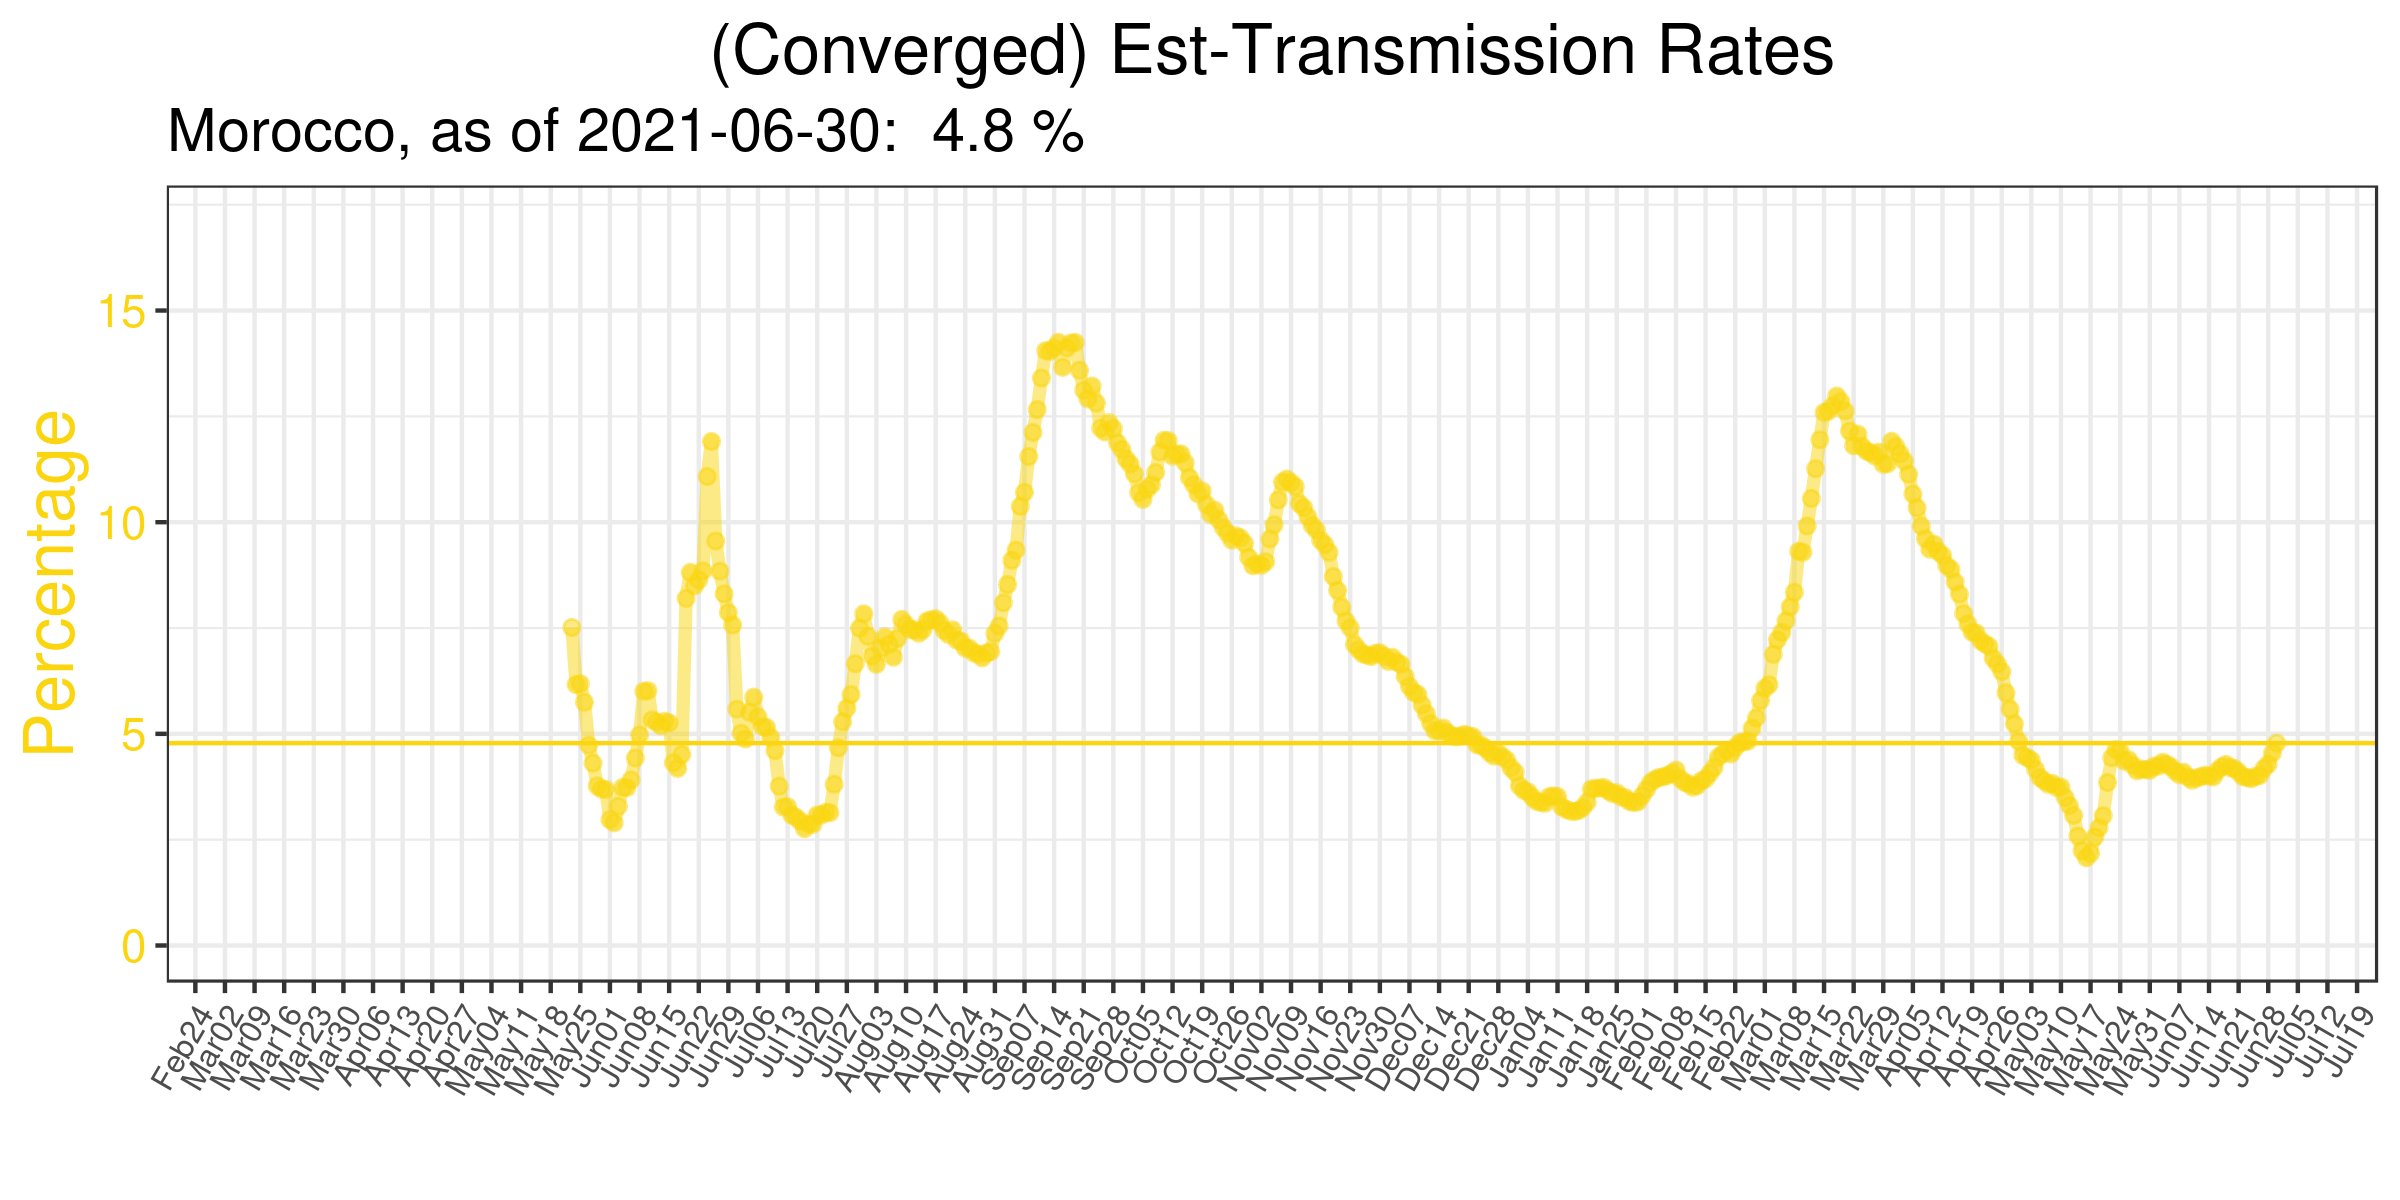 (Converged) Est-Transmission Rates
Morocco, as of 2021-06-30:  4.8 %
Percentage
15
10
5
0
Feb24 Mar02 Mar09 Mar16 Mar23 Mar30 Apr06 Apr13 Apr20 Apr27 May04 May11 May18 May25 Jun01 Jun08 Jun15 Jun22 Jun29 Jul06 Jul13 Jul20 Jul27 Aug03 Aug10 Aug17 Aug24 Aug31 Sep07 Sep14 Sep21 Sep28 Oct05 Oct12 Oct19 Oct26 Nov02 Nov09 Nov16 Nov23 Nov30 Dec07 Dec14 Dec21 Dec28 Jan04 Jan11 Jan18 Jan25 Feb01 Feb08 Feb15 Feb22 Mar01 Mar08 Mar15 Mar22 Mar29 Apr05 Apr12 Apr19 Apr26 May03 May10 May17 May24 May31 Jun07 Jun14 Jun21 Jun28 Jul05 Jul12 Jul19